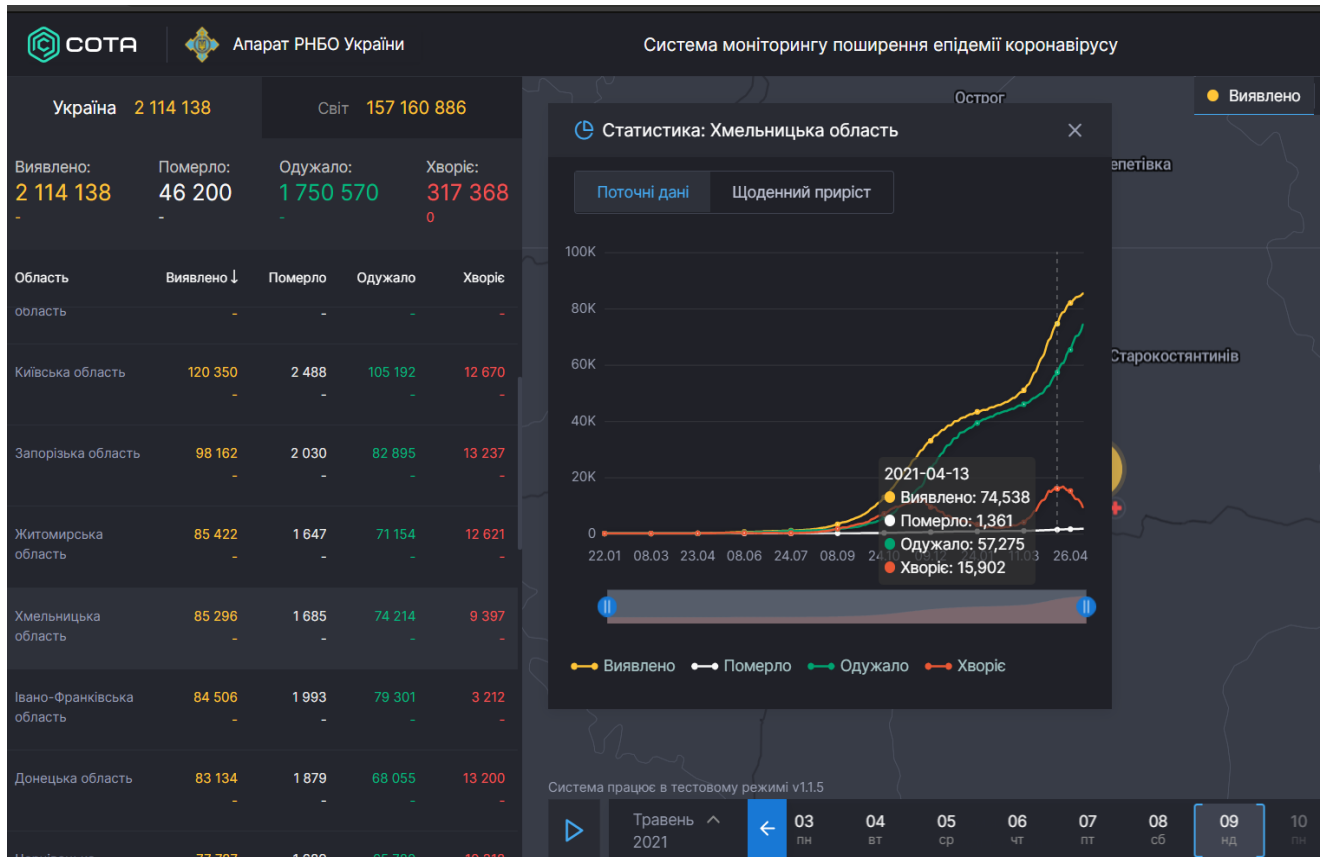 СОТА
Апарат РНБО України
Система моніторингу поширення епідемії коронавірусу
Україна 2 114 138
Світ 157 160 886
Виявлено: Померло: Одужало: Хворіє:
2 114 138 46 200 1 750 570 317 368
- - - 0
Область Виявлено↓ Померло Одужало Хворіє
область - - - -
Київська область 120 350 2 488 105 192 12 670
- - - -
Запорізька область 98 162 2 030 82 895 13 237
- - - -
Житомирська 85 422 1 647 71 154 12 621
область - - - -
Хмельницька 85 296 1 685 74 214 9 397
область - - - -
Івано-Франківська 84 506 1 993 79 301 3 212
область - - - -
Донецька область 83 134 1 879 68 055 13 200
- - - -
Острог
Виявлено
епетівка
Старокостянтинів
Статистика: Хмельницька область
Поточні дані Щоденний приріст
100K
80K
60K
40K
20K
0
22.01 08.03 23.04 08.06 24.07 08.09 24.10 09.12 24.01 11.03 26.04
2021-04-13
Виявлено: 74,538
Померло: 1,361
Одужало: 57,275
Хворіє: 15,902
Виявлено Померло Одужало Хворіє
Система працює в тестовому режимі v1.1.5
Травень
2021
03 04 05 06 07 08 09 10
пн вт ср чт пт сб нд пн